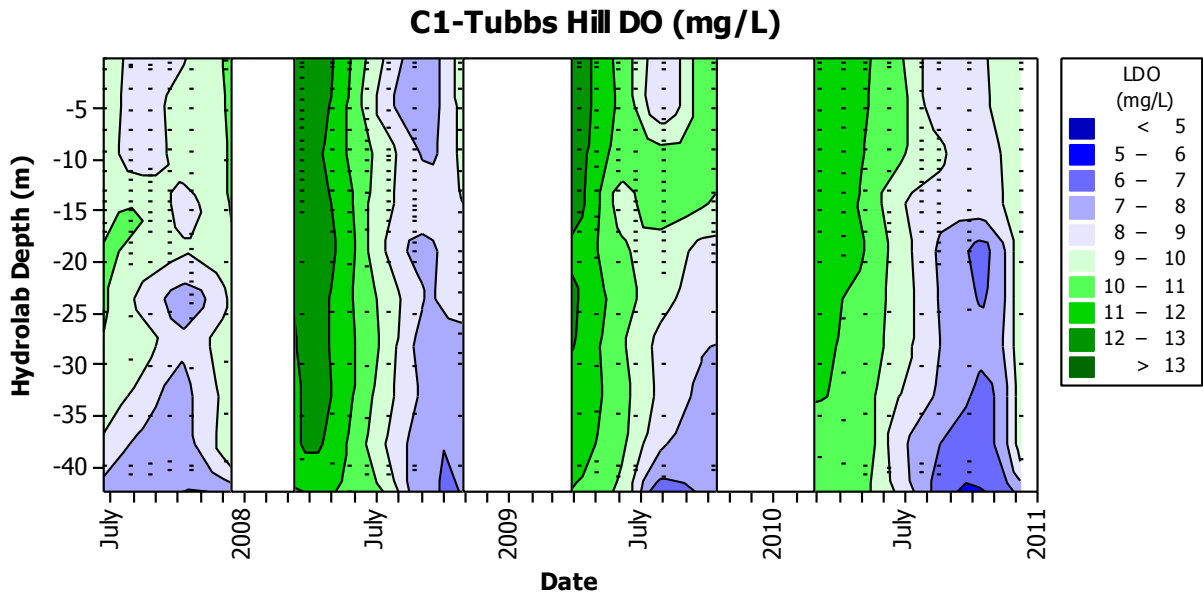 C1-Tubbs Hill DO (mg/L)
Hydrolab Depth (m)
-5
-10
-15
-20
-25
-30
-35
-40
July
2008
July
2009
July
2010
July
2011
Date
LDO
(mg/L)
< 5
5 – 6
6 – 7
7 – 8
8 – 9
9 – 10
10 – 11
11 – 12
12 – 13
> 13